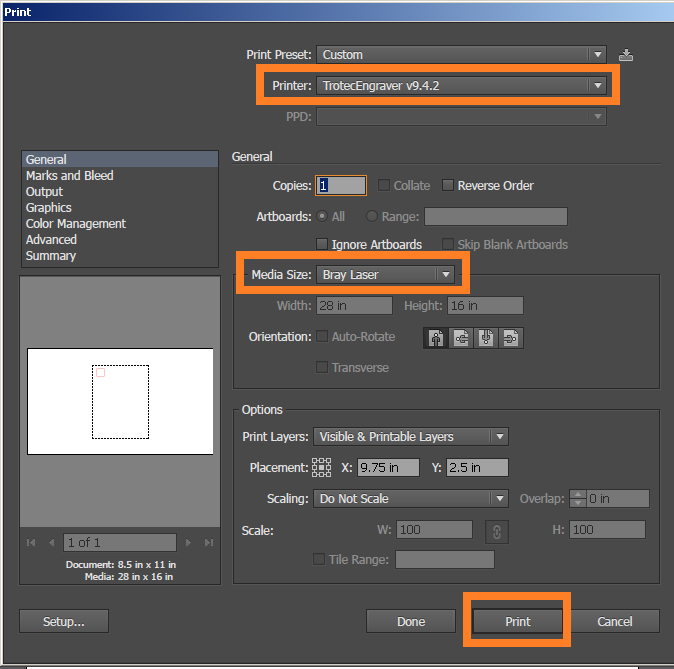 Print
Print Preset: Custom
Printer: TrotecEngraver v9.4.2
PPD:
General
Marks and Bleed
Output
Graphics
Color Management
Advanced
Summary
General
Copies: 1 Collate Reverse Order
Artboards: All Range:
Ignore Artboards Skip Blank Artboards
Media Size: Bray Laser
Width: 28 in Height: 16 in
Orientation: Auto-Rotate
Transverse
Options
Print Layers: Visible & Printable Layers
Placement: X: 9.75 in Y: 2.5 in
Scaling: Do Not Scale Overlap: 0 in
Scale: W: 100 H: 100
Tile Range:
1 of 1
Document: 8.5 in x 11 in
Media: 28 in x 16 in
Setup... Done Print Cancel